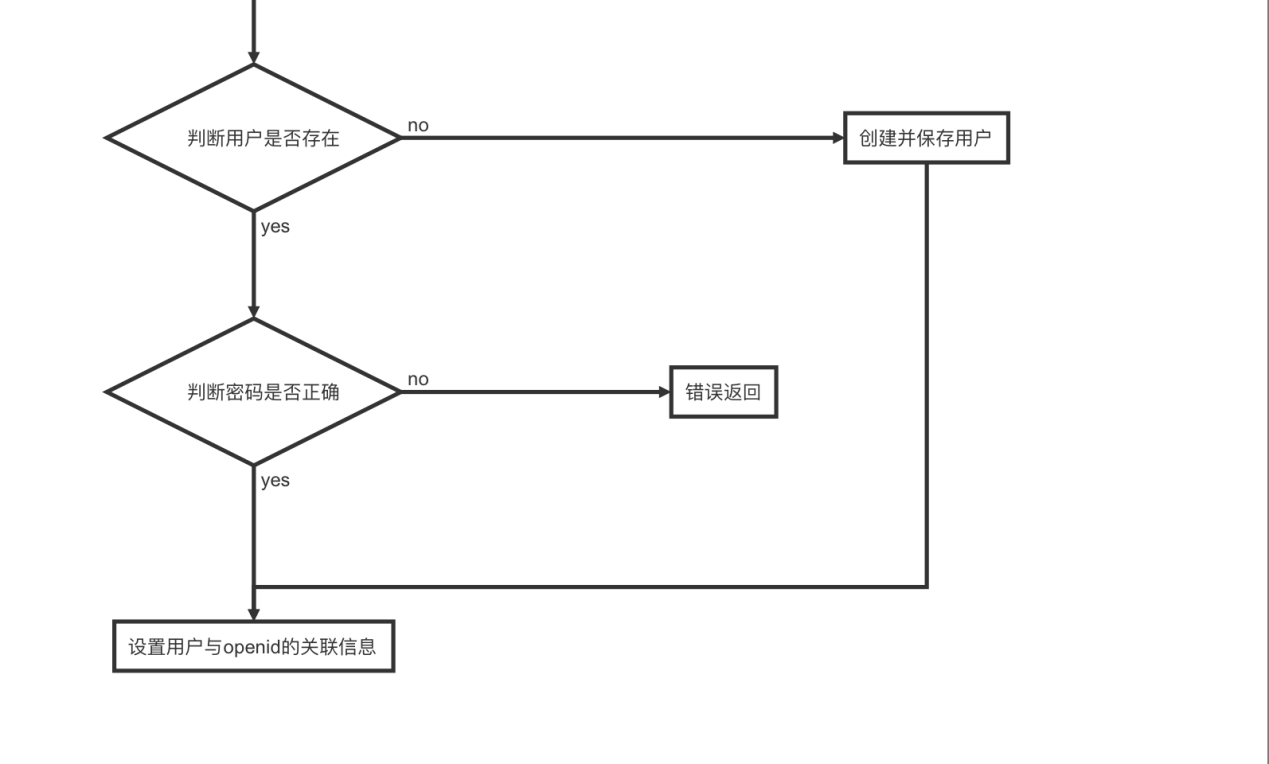 判断用户是否存在
no
创建并保存用户
yes
判断密码是否正确
no
错误返回
yes
设置用户与openid的关联信息